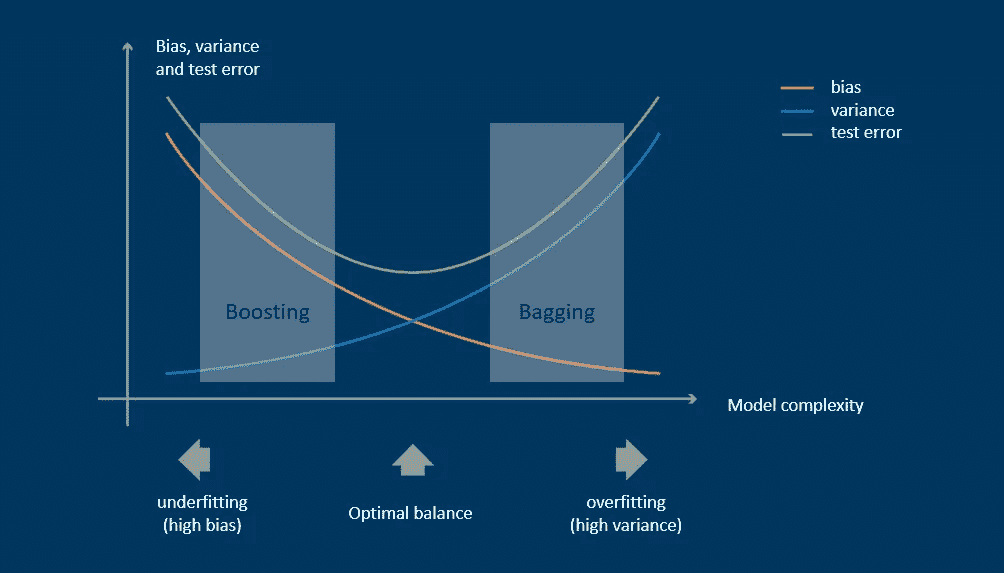 Bias, variance
and test error
bias
variance
test error
Boosting
Bagging
Model complexity
underfitting
(high bias)
Optimal balance
overfitting
(high variance)